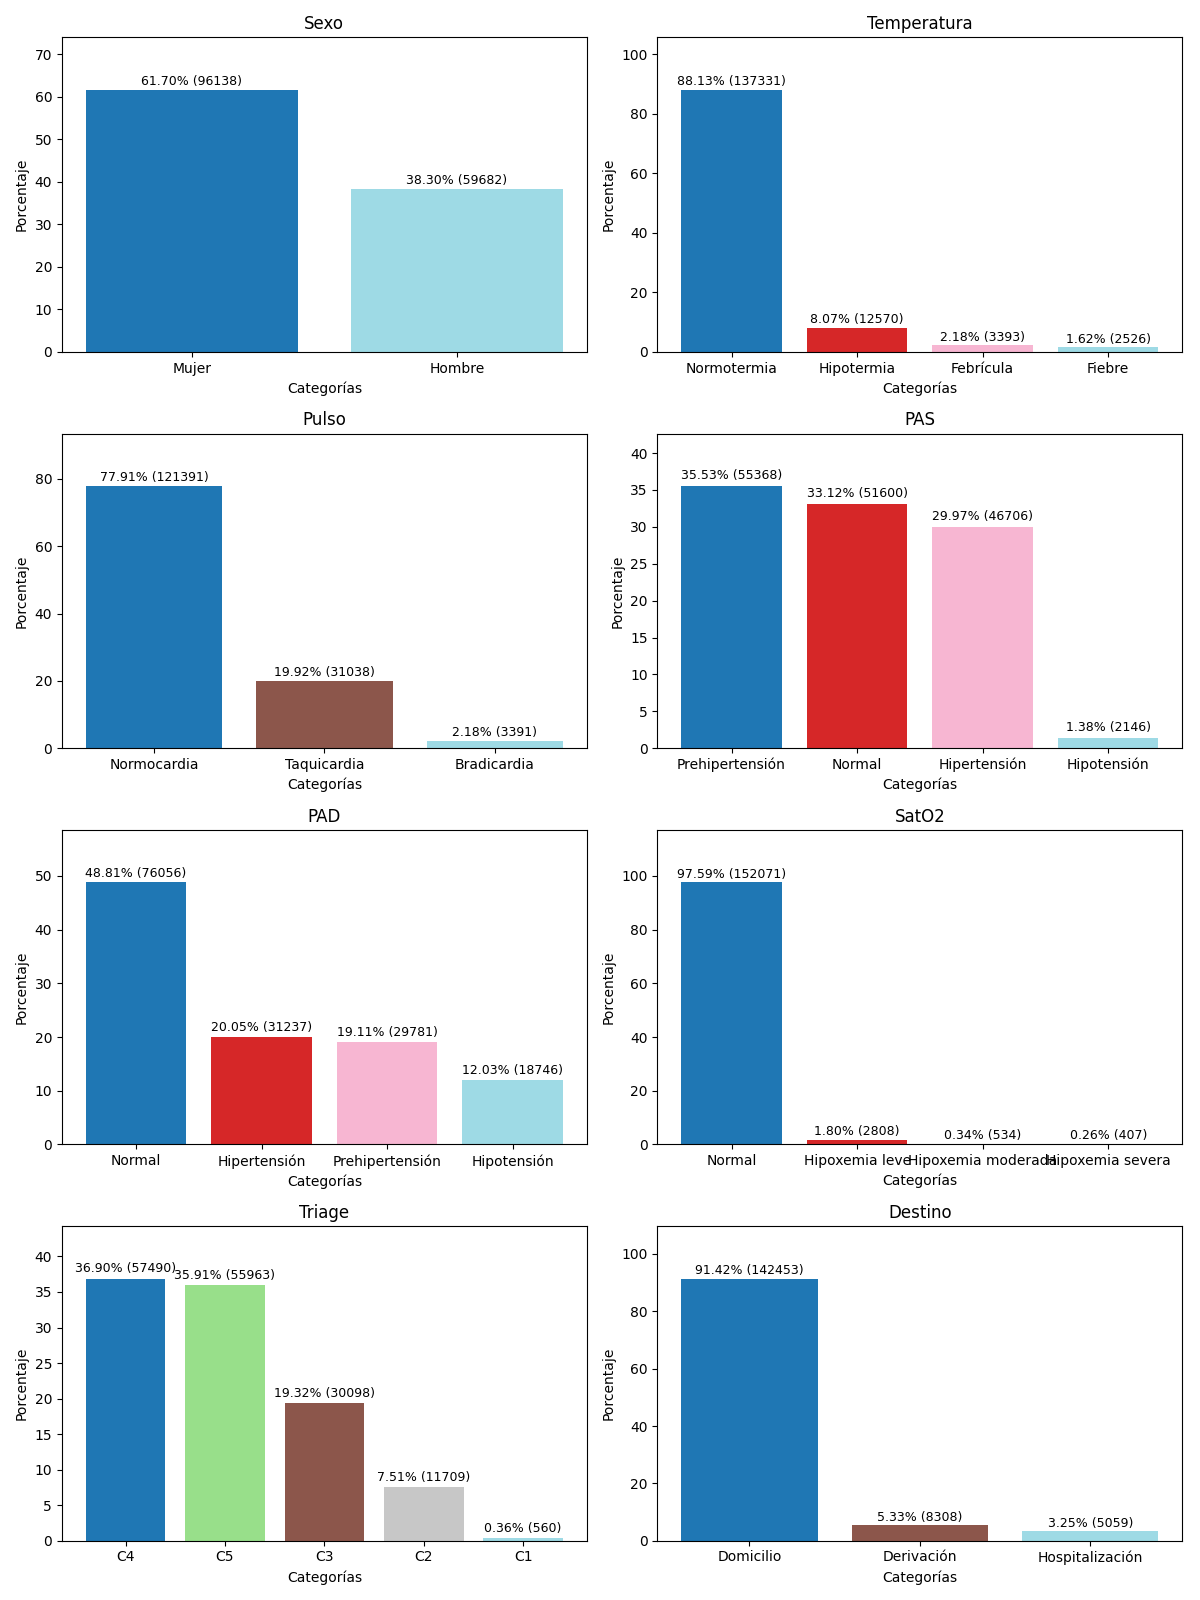 Sexo
70
60
50
40
30
20
10
0
Porcentaje
61.70% (96138)
38.30% (59682)
Mujer Hombre
Categorías
Temperatura
100
80
60
40
20
0
Porcentaje
88.13% (137331)
8.07% (12570)
2.18% (3393)
1.62% (2526)
Normotermia Hipotermia Febrícula Fiebre
Categorías
Pulso
80
60
40
20
0
Porcentaje
77.91% (121391)
19.92% (31038)
2.18% (3391)
Normocardia Taquicardia Bradicardia
Categorías
PAS
40
35
30
25
20
15
10
5
0
Porcentaje
35.53% (55368)
33.12% (51600)
29.97% (46706)
1.38% (2146)
Prehipertensión Normal Hipertensión Hipotensión
Categorías
PAD
50
40
30
20
10
0
Porcentaje
48.81% (76056)
20.05% (31237)
19.11% (29781)
12.03% (18746)
Normal Hipertensión Prehipertensión Hipotensión
Categorías
SatO2
100
80
60
40
20
0
Porcentaje
97.59% (152071)
1.80% (2808)
0.34% (534)
0.26% (407)
Normal Hipoxemia leve Hipoxemia moderada Hipoxemia severa
Categorías
Triage
40
35
30
25
20
15
10
5
0
Porcentaje
36.90% (57490)
35.91% (55963)
19.32% (30098)
7.51% (11709)
0.36% (560)
C4 C5 C3 C2 C1
Categorías
Destino
100
80
60
40
20
0
Porcentaje
91.42% (142453)
5.33% (8308)
3.25% (5059)
Domicilio Derivación Hospitalización
Categorías